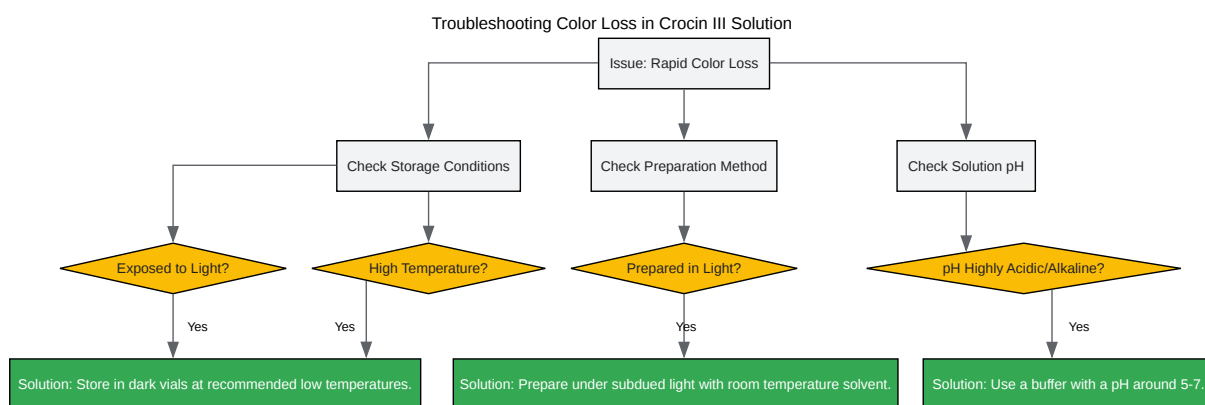 Troubleshooting Color Loss in Crocin III Solution
Issue: Rapid Color Loss
Check Storage Conditions
Check Preparation Method
Check Solution pH
Exposed to Light?
High Temperature?
Prepared in Light?
pH Highly Acidic/Alkaline?
Yes
Yes
Yes
Yes
Solution: Store in dark vials at recommended low temperatures.
Solution: Prepare under subdued light with room temperature solvent.
Solution: Use a buffer with a pH around 5-7.